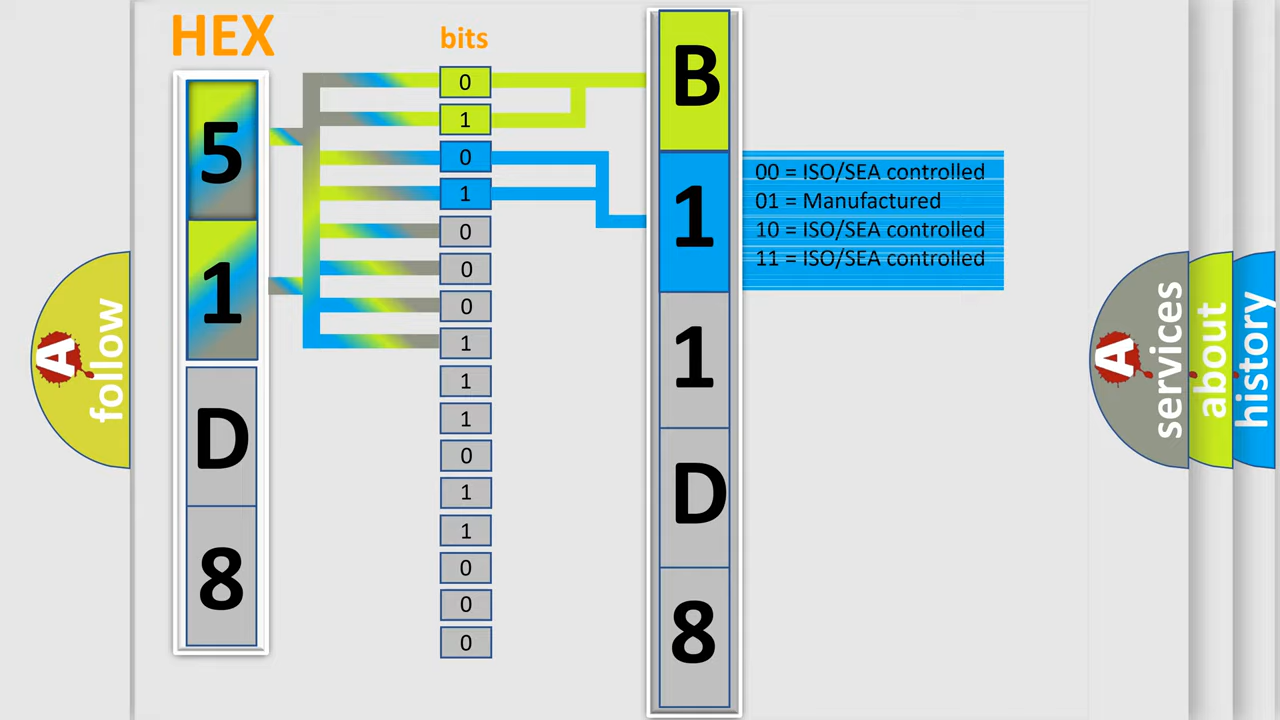 HEX
bits
5
1
D
8
0
1
0
1
0
0
0
1
1
1
0
1
1
0
0
0
B
1
1
D
8
00 = ISO/SEA controlled
01 = Manufactured
10 = ISO/SEA controlled
11 = ISO/SEA controlled
A
follow
A
services
about
history